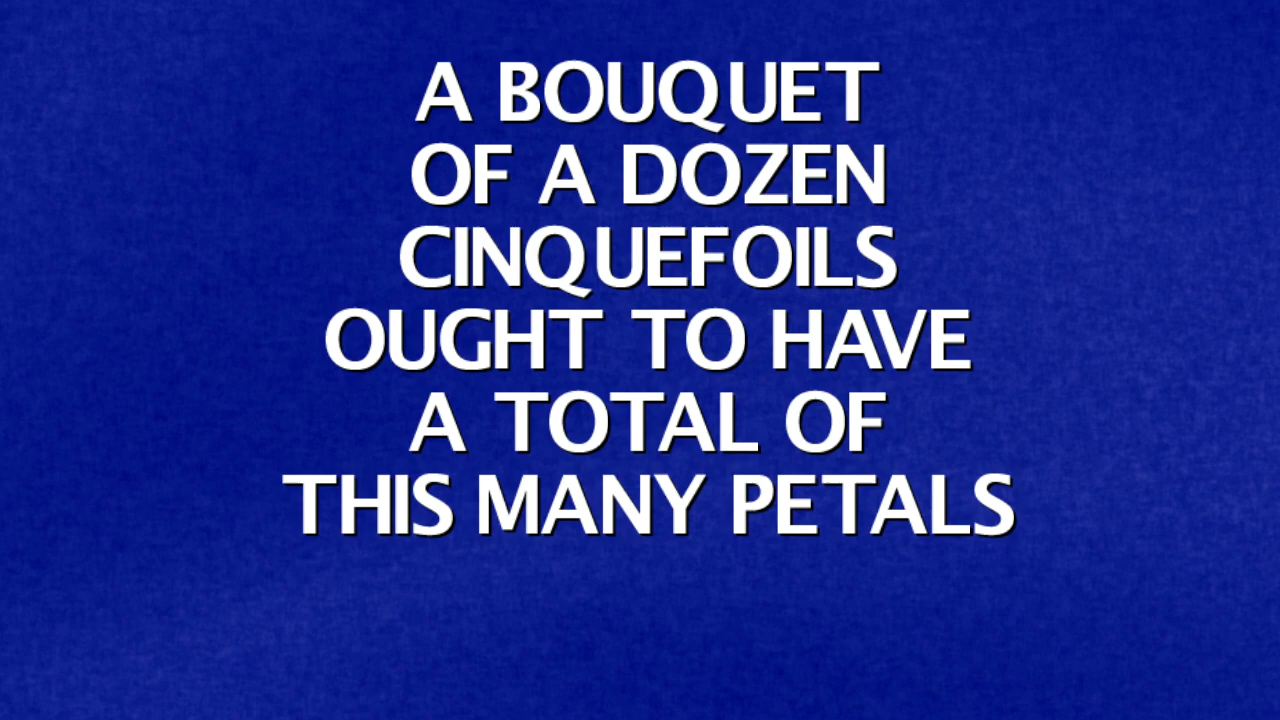 A BOUQUET
OF A DOZEN
CINQUEFOILS
OUGHT TO HAVE
A TOTAL OF
THIS MANY PETALS